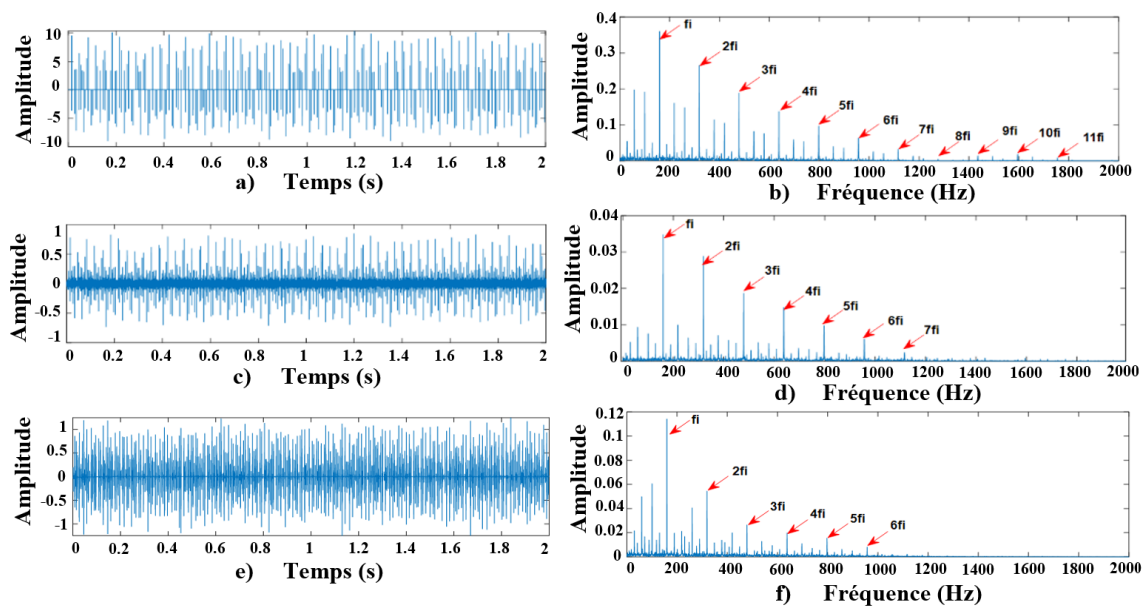 Amplitude
10
5
0
-5
-10
0 0.2 0.4 0.6 0.8 1 1.2 1.4 1.6 1.8 2
a) Temps (s)
Amplitude
0.4
0.3
0.2
0.1
0
fi
2fi
3fi
4fi
5fi
6fi
7fi
8fi
9fi
10fi
11fi
0 200 400 600 800 1000 1200 1400 1600 1800 2000
b) Fréquence (Hz)
Amplitude
1
0.5
0
-0.5
-1
0 0.2 0.4 0.6 0.8 1 1.2 1.4 1.6 1.8 2
c) Temps (s)
Amplitude
0.04
0.03
0.02
0.01
0
fi
2fi
3fi
4fi
5fi
6fi
7fi
0 200 400 600 800 1000 1200 1400 1600 1800 2000
d) Fréquence (Hz)
Amplitude
1
0.5
0
-0.5
-1
0 0.2 0.4 0.6 0.8 1 1.2 1.4 1.6 1.8 2
e) Temps (s)
Amplitude
0.12
0.1
0.08
0.06
0.04
0.02
0
fi
2fi
3fi
4fi
5fi
6fi
0 200 400 600 800 1000 1200 1400 1600 1800 2000
f) Fréquence (Hz)